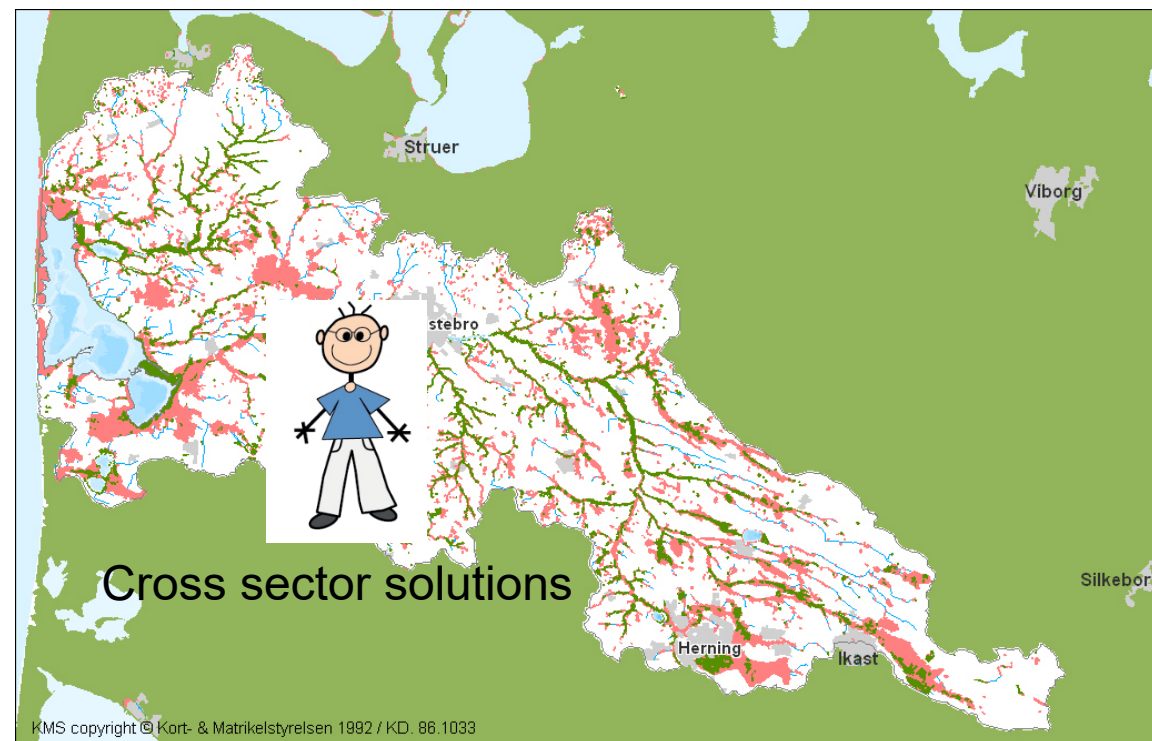 Struer
Viborg
stebro
Cross sector solutions
Silkebor
Herning
Ikast
KMS copyright © Kort- & Matrikelstyrelsen 1992 / KD. 86.1033